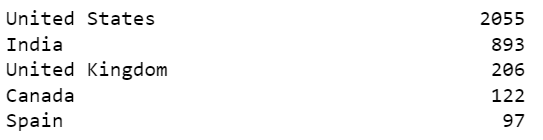 United States 2055
India 893
United Kingdom 206
Canada 122
Spain 97